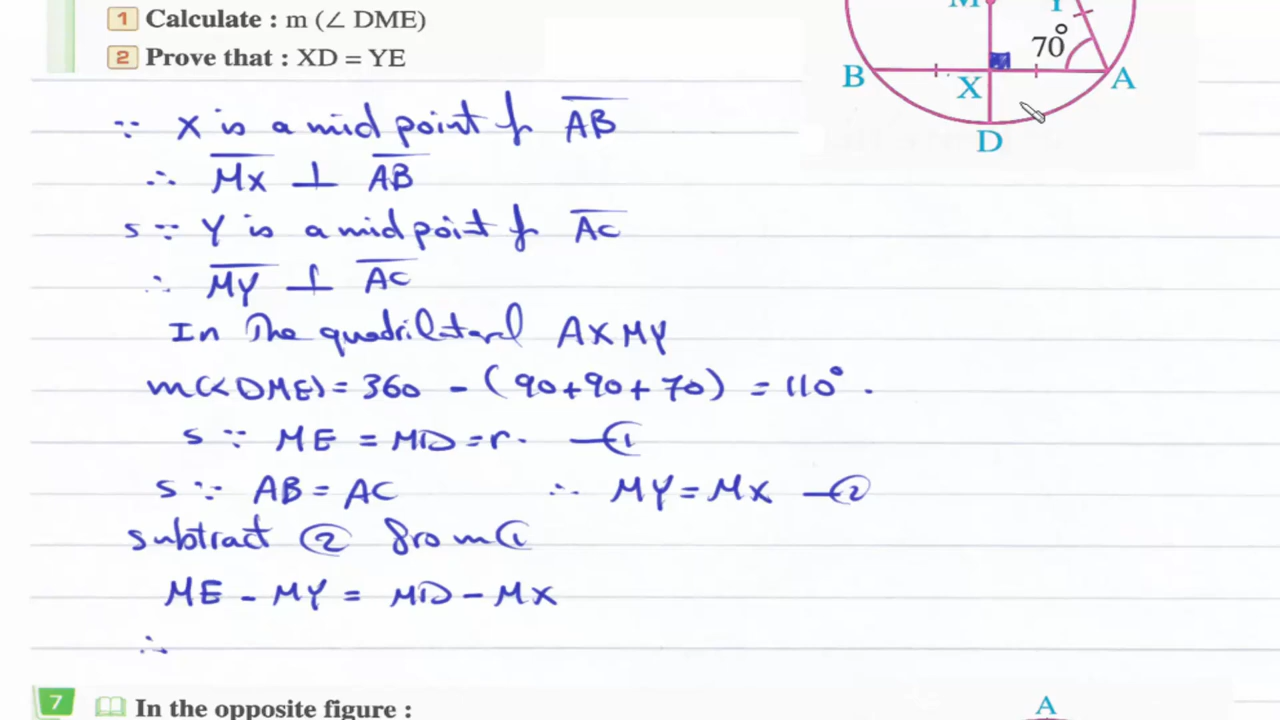 1 Calculate : m (∠ DME)
2 Prove that : XD = YE
M Y
70°
B X A
D
∵ X is a mid point of AB
∴ MX ⊥ AB
, ∵ Y is a mid point of AC
∴ MY ⊥ AC
In The quadrilateral AXMY
m(<DME) = 360 - (90+90+70) = 110° .
, ∵ ME = MD = r. —①
, ∵ AB = AC ∴ MY = MX —②
subtract ② from ①
ME - MY = MD - MX
∴
7 In the opposite figure :
A